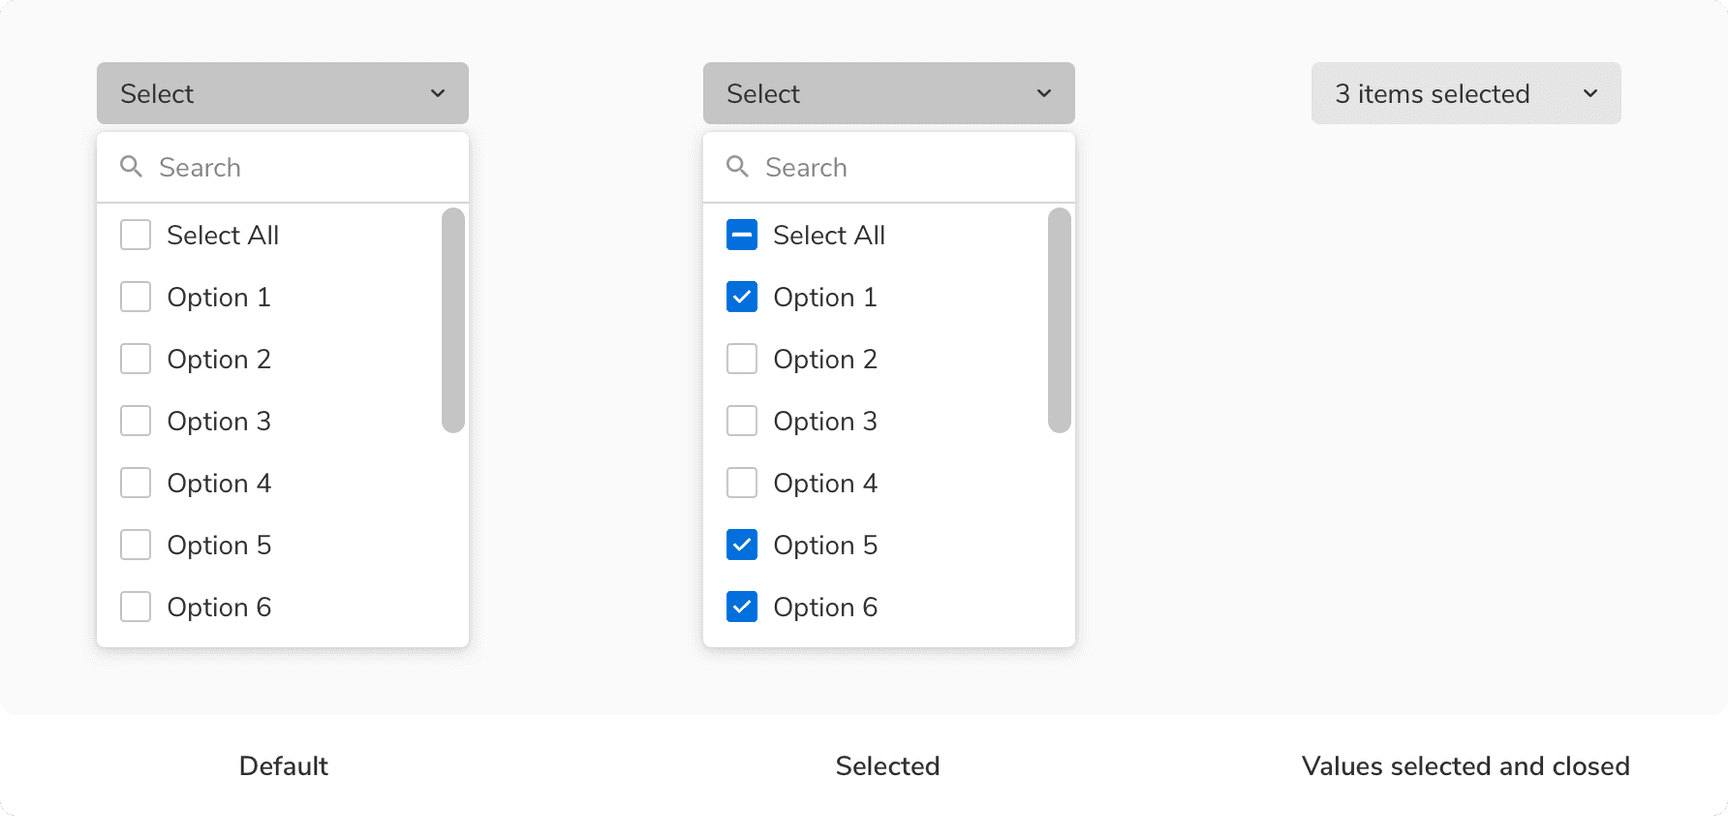 Select
Search
Select All
Option 1
Option 2
Option 3
Option 4
Option 5
Option 6
Default
Select
Search
Select All
Option 1
Option 2
Option 3
Option 4
Option 5
Option 6
Selected
3 items selected
Values selected and closed